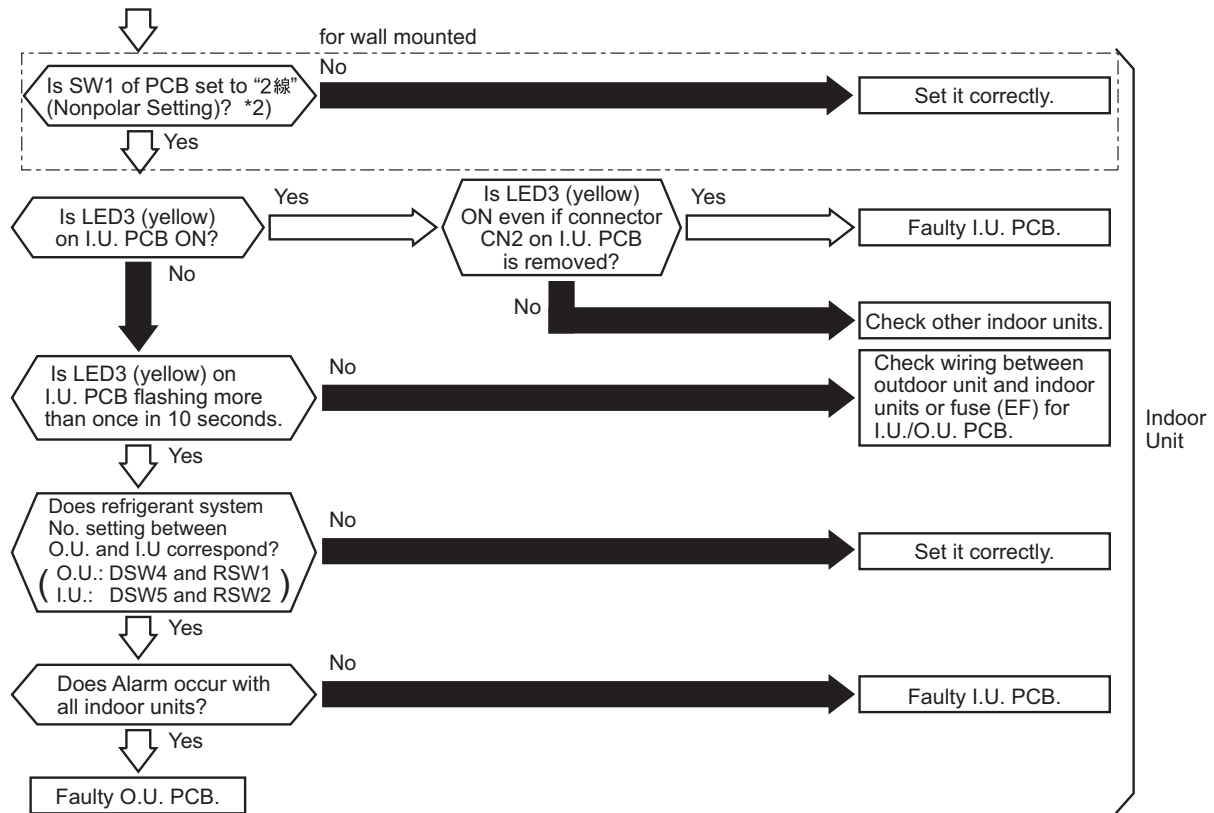 for wall mounted
Is SW1 of PCB set to “2線”
(Nonpolar Setting)? *2)
No
Set it correctly.
Yes
Is LED3 (yellow)
on I.U. PCB ON?
Yes
Is LED3 (yellow)
ON even if connector
CN2 on I.U. PCB
is removed?
Yes
Faulty I.U. PCB.
No
No
Check other indoor units.
Is LED3 (yellow) on
I.U. PCB flashing more
than once in 10 seconds.
No
Check wiring between
outdoor unit and indoor
units or fuse (EF) for
I.U./O.U. PCB.
Indoor
Unit
Yes
Does refrigerant system
No. setting between
O.U. and I.U correspond?
( O.U.: DSW4 and RSW1
I.U.: DSW5 and RSW2 )
No
Set it correctly.
Yes
Does Alarm occur with
all indoor units?
No
Faulty I.U. PCB.
Yes
Faulty O.U. PCB.